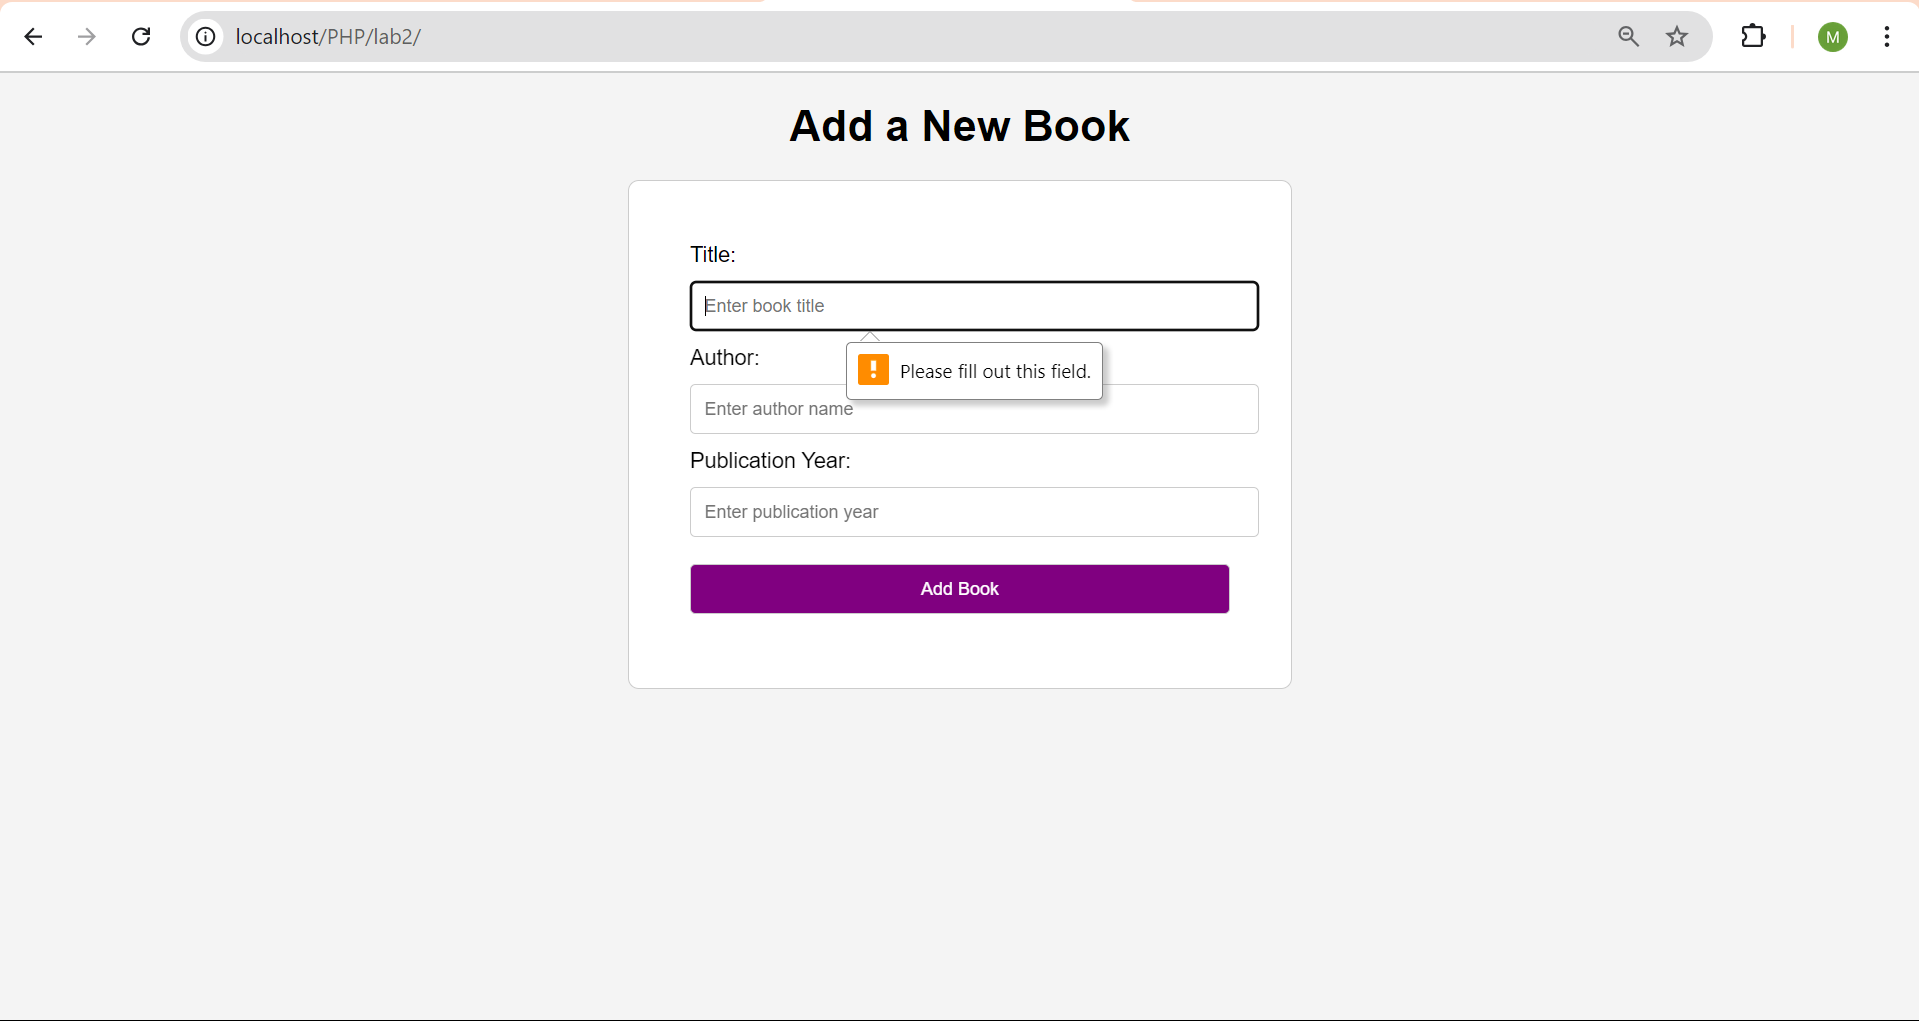 localhost/PHP/lab2/
M
Add a New Book
Title:
Enter book title
Please fill out this field.
Author:
Enter author name
Publication Year:
Enter publication year
Add Book